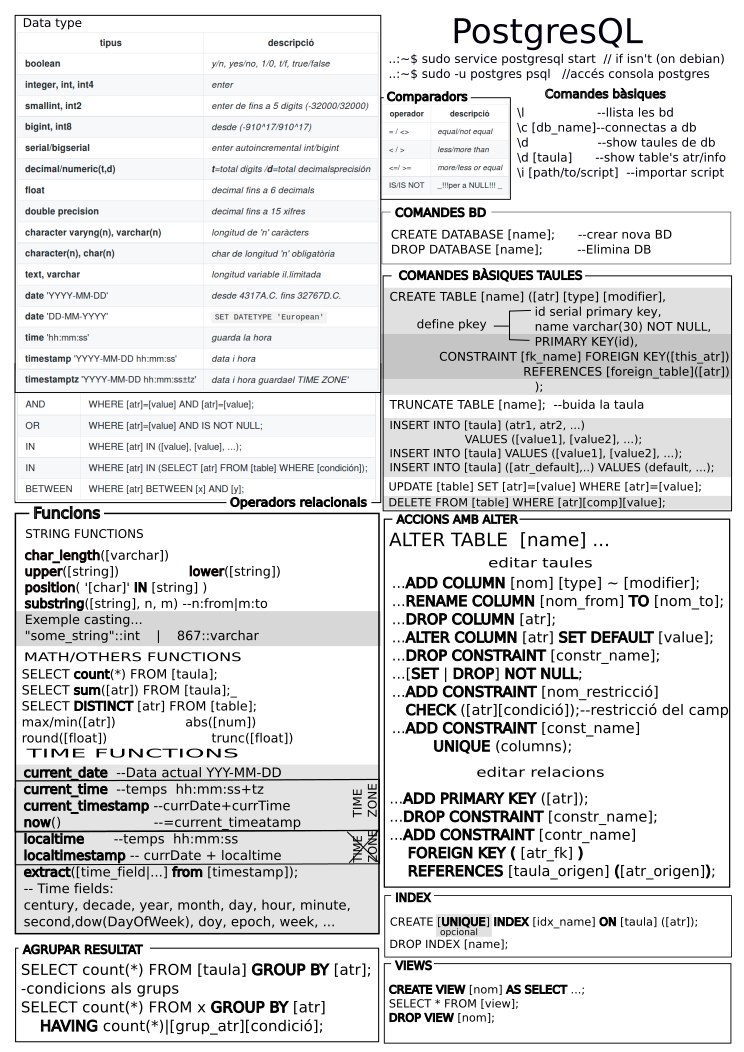 Data type
tipus descripció
boolean y/n, yes/no, 1/0, t/f, true/false
integer, int, int4 enter
smallint, int2 enter de fins a 5 digits (-32000/32000)
bigint, int8 desde (-910^17/910^17)
serial/bigserial enter autoincremental int/bigint
decimal/numeric(t,d) t=total digits /d=total decimalsprecisión
float decimal fins a 6 decimals
double precision decimal fins a 15 xifres
character varyng(n), varchar(n) longitud de 'n' caràcters
character(n), char(n) char de longitud 'n' obligatòria
text, varchar longitud variable il.limitada
date 'YYYY-MM-DD' desde 4317A.C. fins 32767D.C.
date 'DD-MM-YYYY' SET DATETYPE 'European'
time 'hh:mm:ss' guarda la hora
timestamp 'YYYY-MM-DD hh:mm:ss' data i hora
timestamptz 'YYYY-MM-DD hh:mm:ss±tz' data i hora guardael TIME ZONE'
AND WHERE [atr]=[value] AND [atr]=[value];
OR WHERE [atr]=[value] AND IS NOT NULL;
IN WHERE [atr] IN ([value], [value], ...);
IN WHERE [atr] IN (SELECT [atr] FROM [table] WHERE [condición]);
BETWEEN WHERE [atr] BETWEEN [x] AND [y];
Operadors relacionals
Funcions
STRING FUNCTIONS
char_length([varchar])
upper([string]) lower([string])
position( '[char]' IN [string] )
substring([string], n, m) --n:from|m:to
Exemple casting...
"some_string"::int | 867::varchar
MATH/OTHERS FUNCTIONS
SELECT count(*) FROM [taula];
SELECT sum([atr]) FROM [taula];_
SELECT DISTINCT [atr] FROM [table];
max/min([atr]) abs([num])
round([float]) trunc([float])
TIME FUNCTIONS
current_date --Data actual YYY-MM-DD
current_time --temps hh:mm:ss+tz
current_timestamp --currDate+currTime
now() --=current_timeatamp
TIME ZONE
localtime --temps hh:mm:ss
localtimestamp -- currDate + localtime
TIME ZONE
extract([time_field|...] from [timestamp]);
-- Time fields:
century, decade, year, month, day, hour, minute,
second,dow(DayOfWeek), doy, epoch, week, ...
AGRUPAR RESULTAT
SELECT count(*) FROM [taula] GROUP BY [atr];
-condicions als grups
SELECT count(*) FROM x GROUP BY [atr]
HAVING count(*)|[grup_atr][condició];
PostgresQL
..:~$ sudo service postgresql start // if isn't (on debian)
..:~$ sudo -u postgres psql //accés consola postgres
Comparadors
operador descripció
= / <> equal/not equal
< / > less/more than
<=/ >= more/less or equal
IS/IS NOT _!!!per a NULL!!! _
Comandes bàsiques
\l --llista les bd
\c [db_name]--connectas a db
\d --show taules de db
\d [taula] --show table's atr/info
\i [path/to/script] --importar script
COMANDES BD
CREATE DATABASE [name]; --crear nova BD
DROP DATABASE [name]; --Elimina DB
COMANDES BÀSIQUES TAULES
CREATE TABLE [name] ([atr] [type] [modifier],
id serial primary key,
define pkey
name varchar(30) NOT NULL,
PRIMARY KEY(id),
CONSTRAINT [fk_name] FOREIGN KEY([this_atr])
REFERENCES [foreign_table]([atr])
);
TRUNCATE TABLE [name]; --buida la taula
INSERT INTO [taula] (atr1, atr2, ...)
VALUES ([value1], [value2], ...);
INSERT INTO [taula] VALUES ([value1], [value2], ...);
INSERT INTO [taula] ([atr_default],..) VALUES (default, ...);
UPDATE [table] SET [atr]=[value] WHERE [atr]=[value];
DELETE FROM [table] WHERE [atr][comp][value];
ACCIONS AMB ALTER
ALTER TABLE [name] ...
editar taules
...ADD COLUMN [nom] [type] ~ [modifier];
...RENAME COLUMN [nom_from] TO [nom_to];
...DROP COLUMN [atr];
...ALTER COLUMN [atr] SET DEFAULT [value];
...DROP CONSTRAINT [constr_name];
...[SET | DROP] NOT NULL;
...ADD CONSTRAINT [nom_restricció]
CHECK ([atr][condició]);--restricció del camp
...ADD CONSTRAINT [const_name]
UNIQUE (columns);
editar relacions
...ADD PRIMARY KEY ([atr]);
...DROP CONSTRAINT [constr_name];
...ADD CONSTRAINT [contr_name]
FOREIGN KEY ( [atr_fk] )
REFERENCES [taula_origen] ([atr_origen]);
INDEX
CREATE [UNIQUE] INDEX [idx_name] ON [taula] ([atr]);
opcional
DROP INDEX [name];
VIEWS
CREATE VIEW [nom] AS SELECT ...;
SELECT * FROM [view];
DROP VIEW [nom];